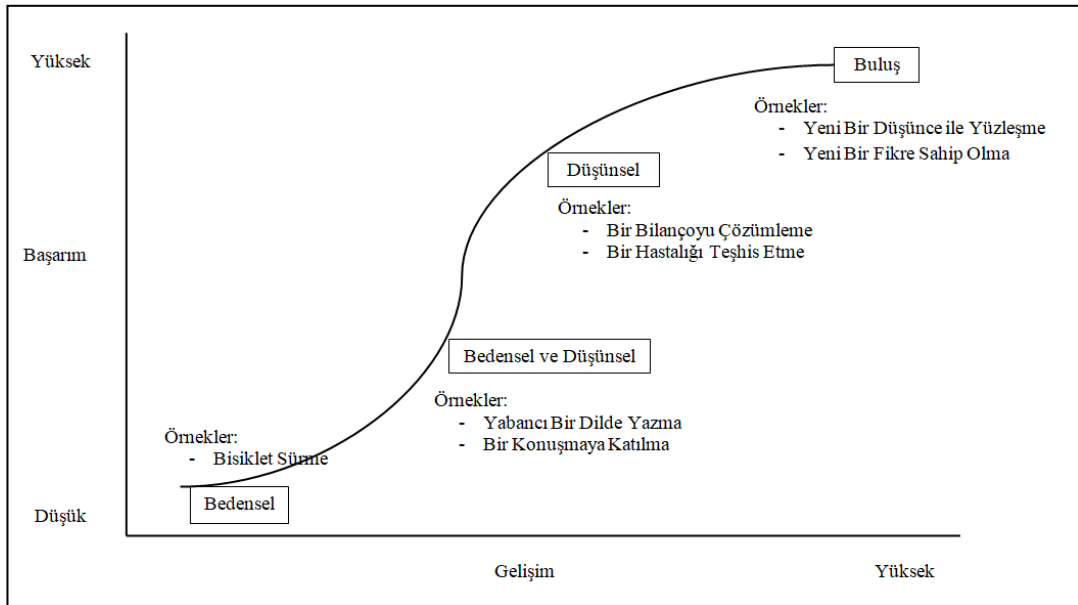 Yüksek
Buluş
Örnekler:
- Yeni Bir Düşünce ile Yüzleşme
- Yeni Bir Fikre Sahip Olma
Düşünsel
Örnekler:
- Bir Bilançoyu Çözümleme
- Bir Hastalığı Teşhis Etme
Başarım
Bedensel ve Düşünsel
Örnekler:
- Yabancı Bir Dilde Yazma
- Bir Konuşmaya Katılma
Örnekler:
- Bisiklet Sürme
Bedensel
Düşük
Gelişim
Yüksek